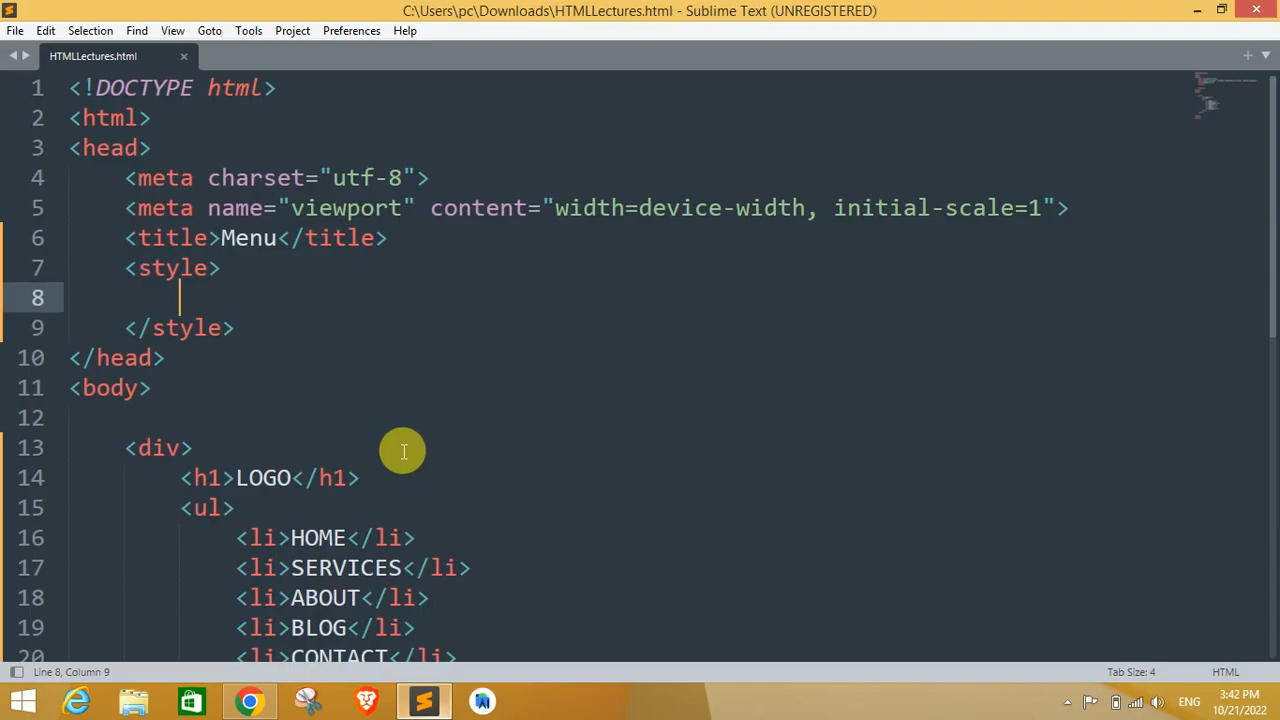 C:\Users\pc\Downloads\HTMLLectures.html - Sublime Text (UNREGISTERED)
File Edit Selection Find View Goto Tools Project Preferences Help
HTMLLectures.html
1 <!DOCTYPE html>
2 <html>
3 <head>
4 <meta charset="utf-8">
5 <meta name="viewport" content="width=device-width, initial-scale=1">
6 <title>Menu</title>
7 <style>
8
9 </style>
10 </head>
11 <body>
12
13 <div>
14 <h1>LOGO</h1>
15 <ul>
16 <li>HOME</li>
17 <li>SERVICES</li>
18 <li>ABOUT</li>
19 <li>BLOG</li>
20 <li>CONTACT</li>
Line 8, Column 9 Tab Size: 4 HTML
AI ENG 3:42 PM
10/21/2022